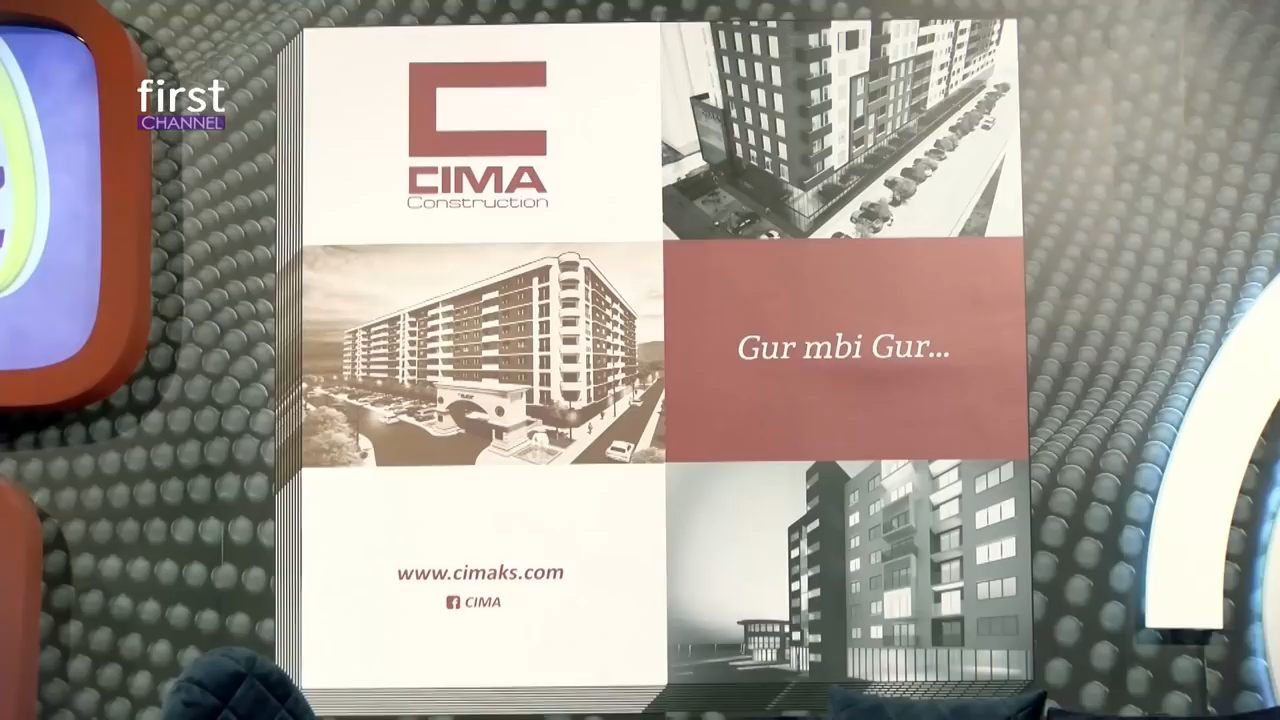 first
CHANNEL
CIMA
Construction
Gur mbi Gur...
www.cimaks.com
CIMA